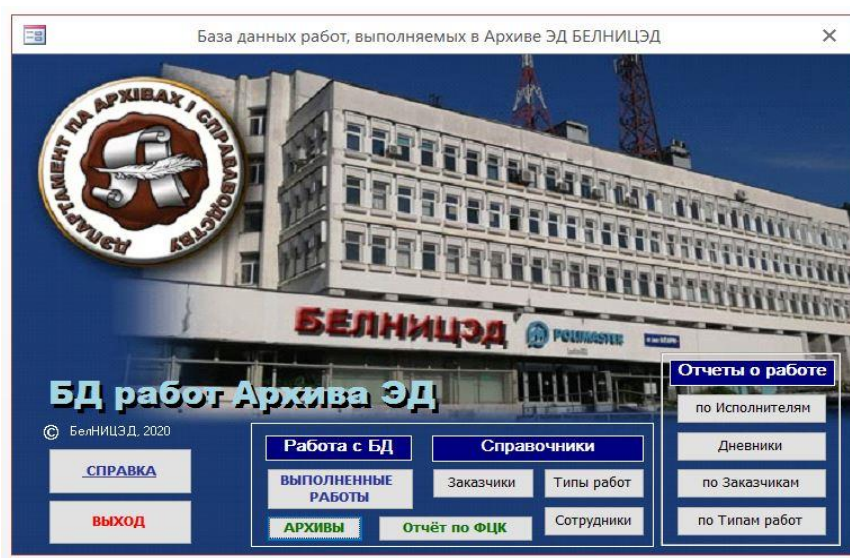 База данных работ, выполняемых в Архиве ЭД БЕЛНИЦЭД
ДЭПАРТАМЕНТ ПА АРХІВАХ І СПРАВАВОДСТВУ
БЕЛНИЦЭД
POLIMASTER
БД работ Архива ЭД
© БелНИЦЭД, 2020
СПРАВКА
ВЫХОД
Работа с БД
ВЫПОЛНЕННЫЕ
РАБОТЫ
АРХИВЫ
Отчёт по ФЦК
Справочники
Заказчики
Типы работ
Сотрудники
Отчеты о работе
по Исполнителям
Дневники
по Заказчикам
по Типам работ